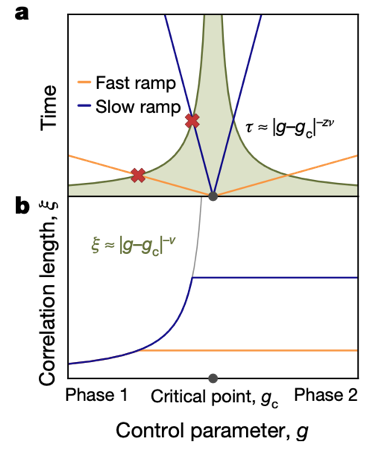 a
Time
Fast ramp
Slow ramp
τ ≈ |g–g_c|^–zν
b
Correlation length, ξ
ξ ≈ |g–g_c|^–ν
Phase 1 Critical point, g_c Phase 2
Control parameter, g